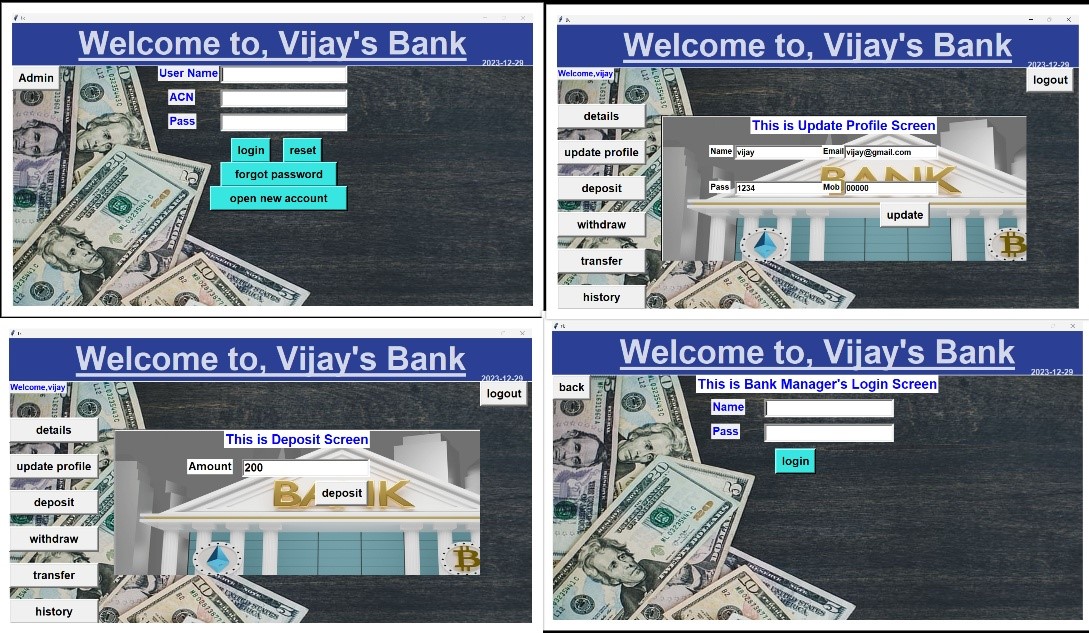 Welcome to, Vijay's Bank
2023-12-29
Admin
User Name
ACN
Pass
login reset
forgot password
open new account
Welcome to, Vijay's Bank
2023-12-29
Welcome,vijay
logout
details
update profile
deposit
withdraw
transfer
history
This is Update Profile Screen
Name vijay Email vijay@gmail.com
BANK
Pass 1234 Mob 00000
update
Welcome to, Vijay's Bank
2023-12-29
Welcome,vijay
logout
details
update profile
deposit
withdraw
transfer
history
This is Deposit Screen
Amount 200
deposit
Welcome to, Vijay's Bank
2023-12-29
back
This is Bank Manager's Login Screen
Name
Pass
login